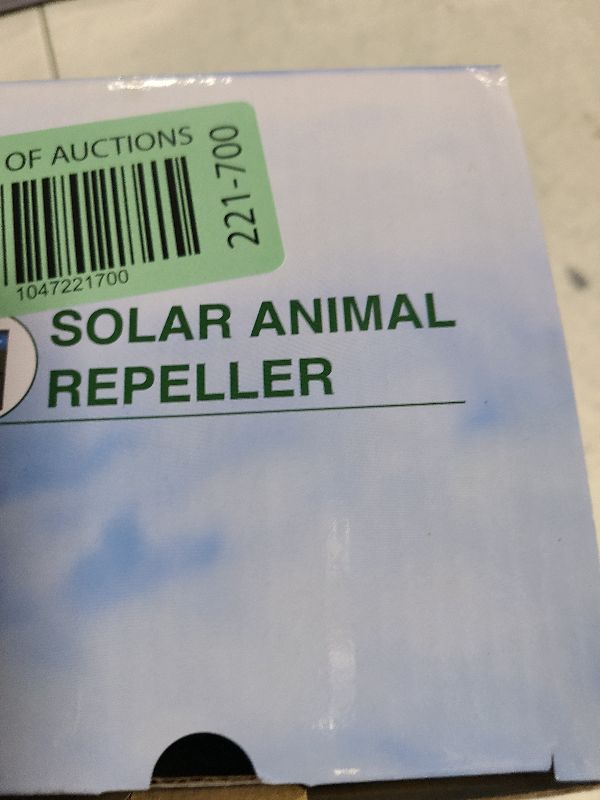 OF AUCTIONS
221-700
1047221700
SOLAR ANIMAL
REPELLER